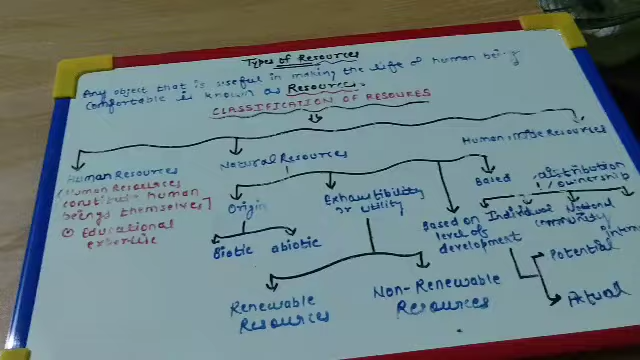 Types of Resources
Any object that is useful in making the life of human being
comfortable is known as Resources.
CLASSIFICATION OF RESOURES
Human Resources
[Human Resources
constitute human
beings themselves]
Educational
expertise
Natural Resources
Human made Resources
Origin
Biotic abiotic
Exhaustibility
or utility
Renewable
Resources
Non-Renewable
Resources
Based on
level of
development
Potential
Actual
Based distribution
/ ownership
Individual
community
National